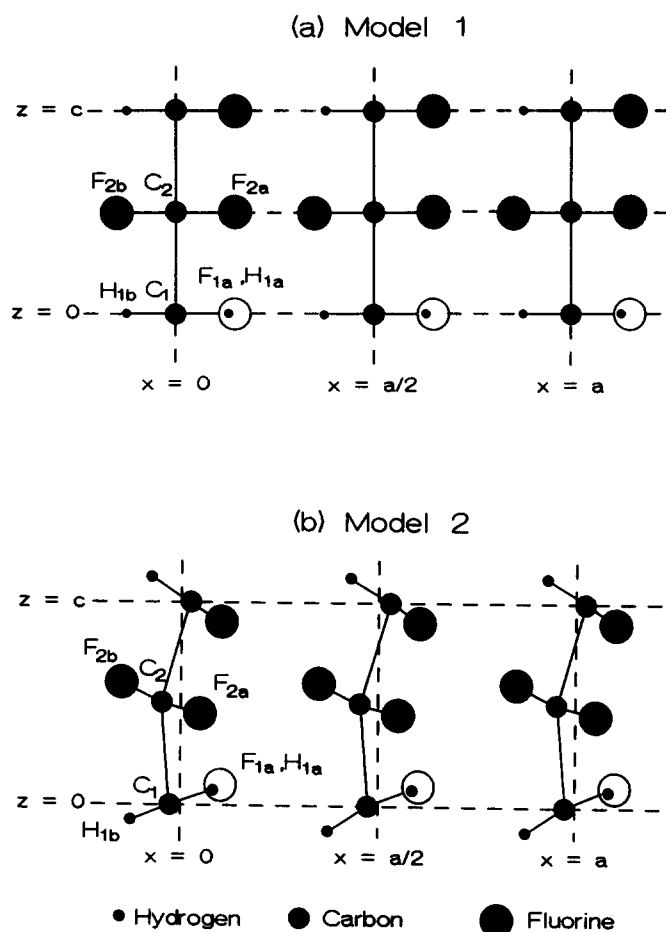 (a) Model 1
z = c
F2b C2 F2a
H1b C1 F1a,H1a
z = 0
x = 0 x = a/2 x = a
(b) Model 2
z = c
F2b C2 F2a
C1 F1a,H1a
z = 0
H1b
x = 0 x = a/2 x = a
Hydrogen Carbon Fluorine